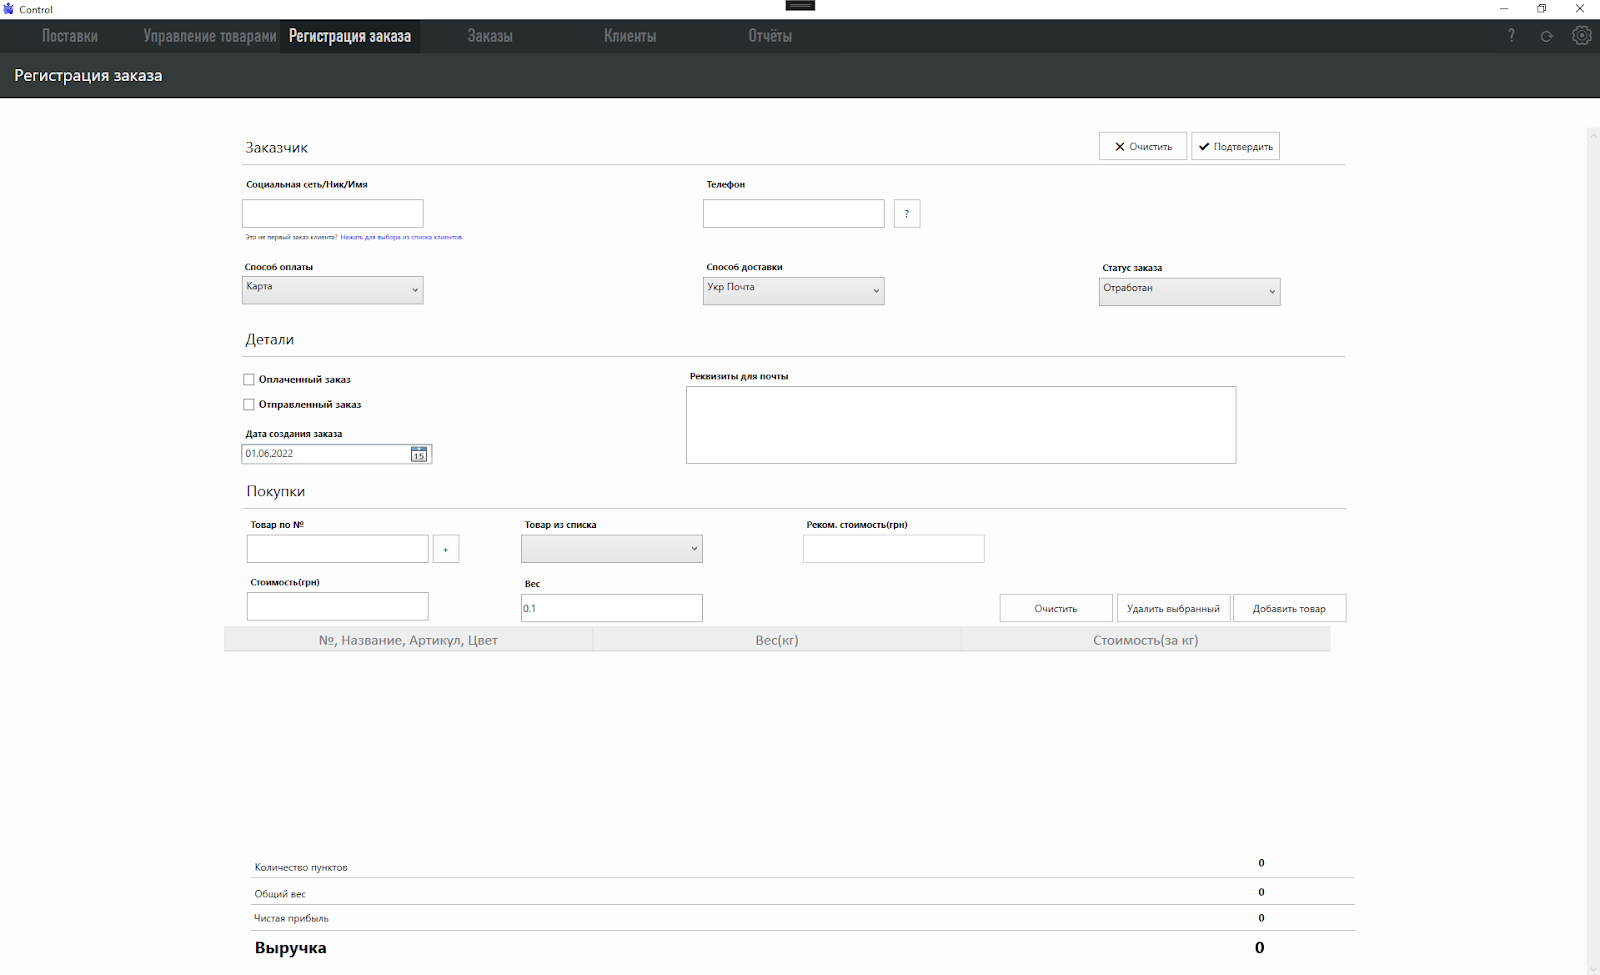 Control
Поставки Управление товарами Регистрация заказа Заказы Клиенты Отчёты ?
Регистрация заказа
Заказчик Очистить Подтвердить
Социальная сеть/Ник/Имя Телефон
?
Это не первый заказ клиента? Нажать для выбора из списка клиентов.
Способ оплаты Способ доставки Статус заказа
Карта Укр Почта Отработан
Детали
Оплаченный заказ Реквизиты для почты
Отправленный заказ
Дата создания заказа
01.06.2022 15
Покупки
Товар по № Товар из списка Реком. стоимость(грн)
+
Стоимость(грн) Вес
0.1 Очистить Удалить выбранный Добавить товар
№, Название, Артикул, Цвет Вес(кг) Стоимость(за кг)
Количество пунктов 0
Общий вес 0
Чистая прибыль 0
Выручка 0